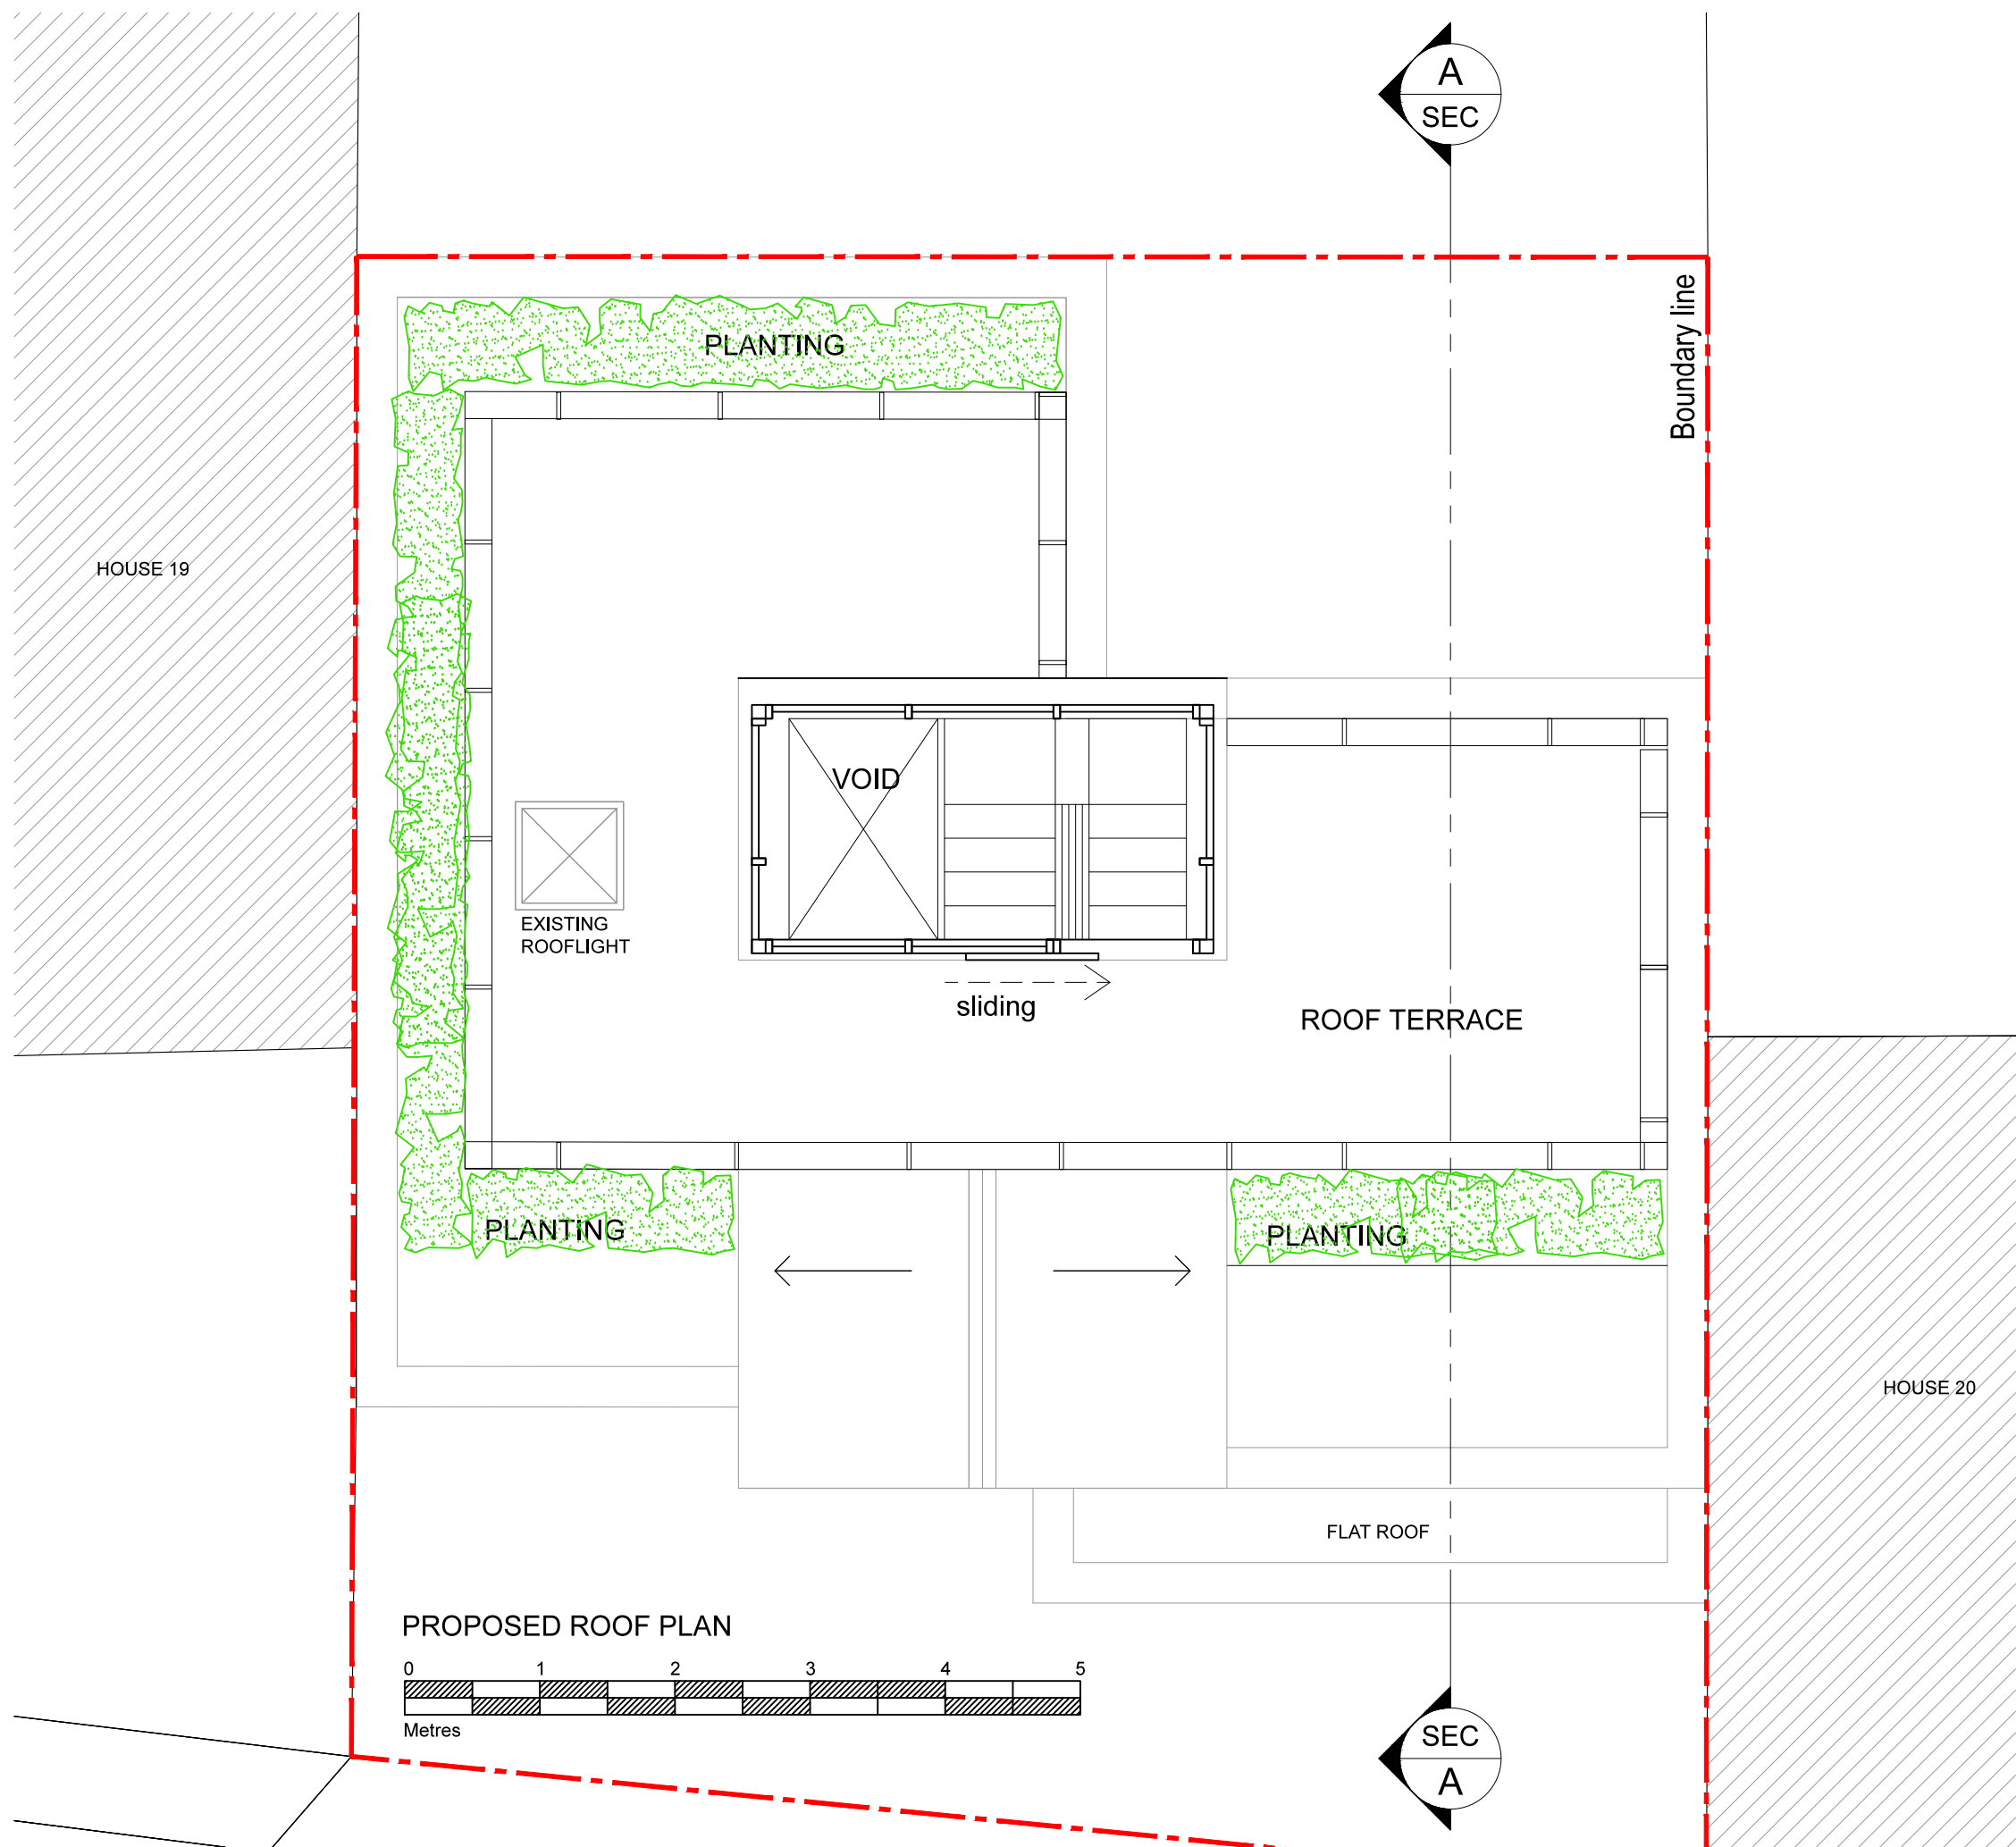 A
SEC
Boundary line
PLANTING
HOUSE 19
VOID
EXISTING
ROOFLIGHT
sliding
ROOF TERRACE
PLANTING
PLANTING
HOUSE 20
FLAT ROOF
PROPOSED ROOF PLAN
0 1 2 3 4 5
Metres
SEC
A